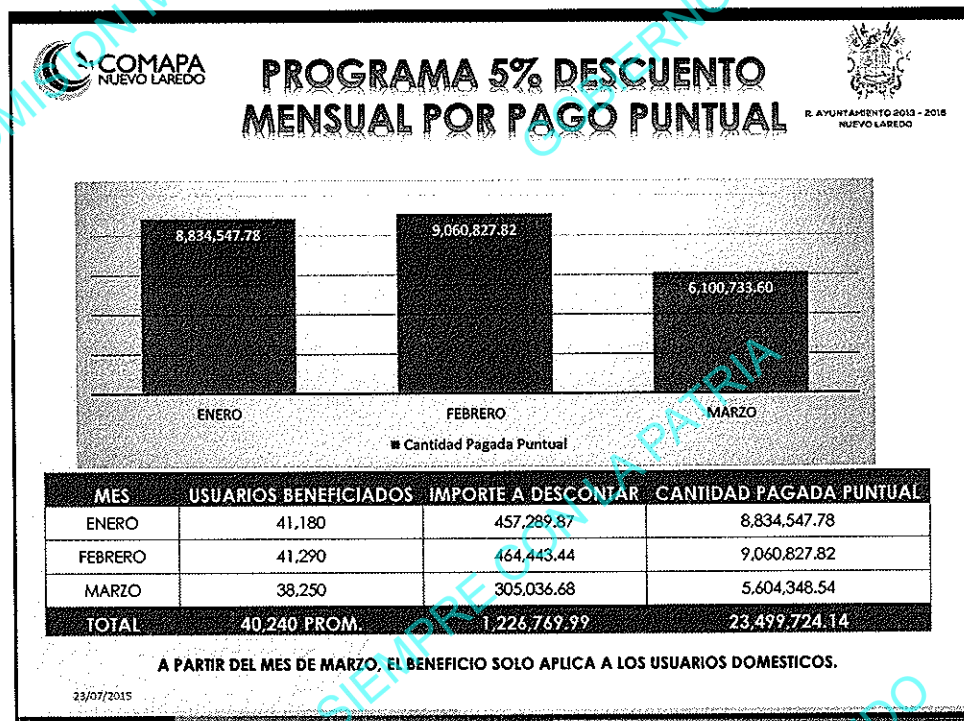 COMAPA
NUEVO LAREDO
PROGRAMA 5% DESCUENTO
MENSUAL POR PAGO PUNTUAL
R. AYUNTAMIENTO 2013 - 2016
NUEVO LAREDO
8,834,547.78
9,060,827.82
6,100,733.60
ENERO FEBRERO MARZO
Cantidad Pagada Puntual
MES USUARIOS BENEFICIADOS IMPORTE A DESCONTAR CANTIDAD PAGADA PUNTUAL
ENERO 41,180 457,289.87 8,834,547.78
FEBRERO 41,290 464,443.44 9,060,827.82
MARZO 38,250 305,036.68 5,604,348.54
TOTAL 40,240 PROM. 1,226,769.99 23,499,724.14
A PARTIR DEL MES DE MARZO, EL BENEFICIO SOLO APLICA A LOS USUARIOS DOMESTICOS.
23/07/2015
SIEMPRE CON LA PATRIA